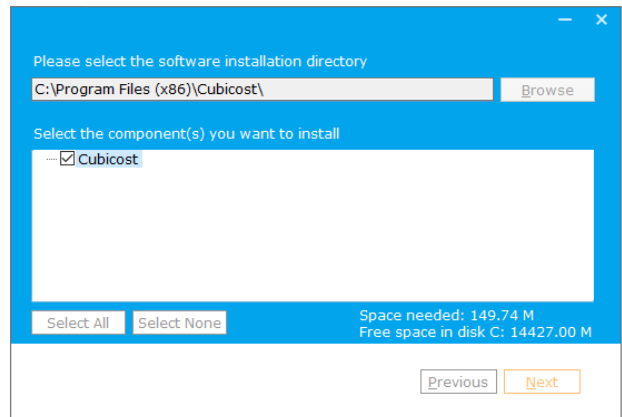 Please select the software installation directory
C:\Program Files (x86)\Cubicost\
Browse
Select the component(s) you want to install
Cubicost
Select All
Select None
Space needed: 149.74 M
Free space in disk C: 14427.00 M
Previous
Next